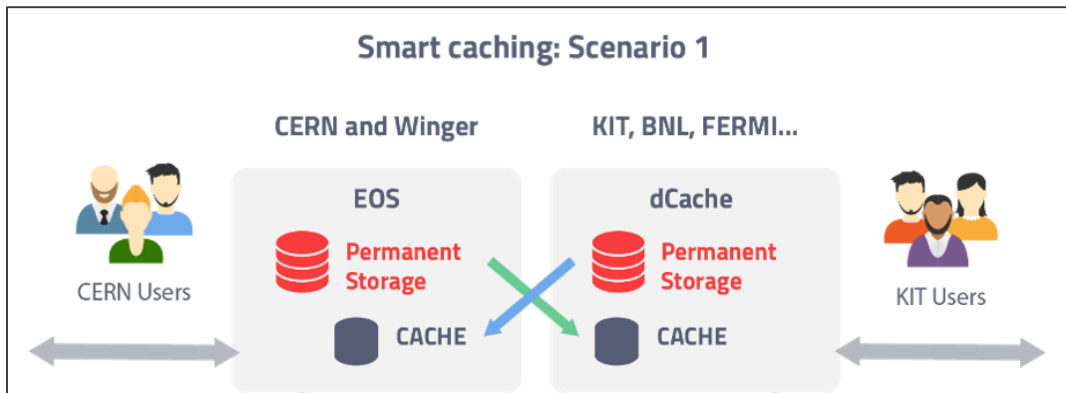 Smart caching: Scenario 1
CERN and Winger
KIT, BNL, FERMI...
EOS
dCache
Permanent
Storage
Permanent
Storage
CACHE
CACHE
CERN Users
KIT Users